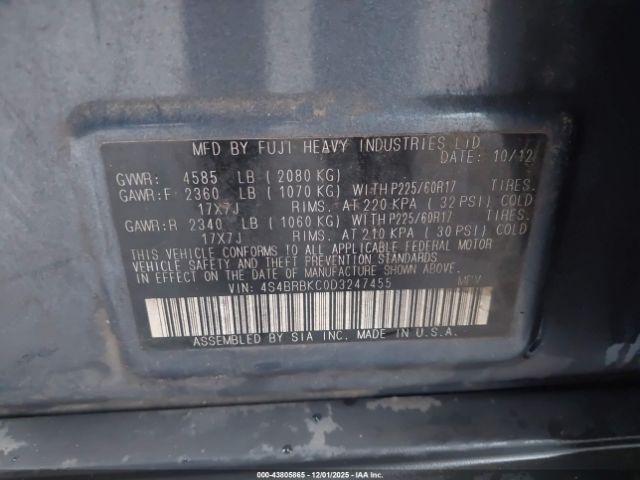 MFD BY FUJI HEAVY INDUSTRIES LTD
DATE: 10/12
GVWR: 4585 LB ( 2080 KG)
GAWR:F 2360 LB ( 1070 KG) WITH P225/60R17 TIRES.
17X7J RIMS. AT 220 KPA ( 32 PSI) COLD
GAWR:R 2340 LB ( 1060 KG) WITH P225/60R17 TIRES.
17X7J RIMS. AT 210 KPA ( 30 PSI) COLD
THIS VEHICLE CONFORMS TO ALL APPLICABLE FEDERAL MOTOR
VEHICLE SAFETY AND THEFT PREVENTION STANDARDS
IN EFFECT ON THE DATE OF MANUFACTURE SHOWN ABOVE.
VIN: 4S4BRBKC0D3247455 MPV
ASSEMBLED BY SIA INC. MADE IN U.S.A.
000-43805865 12/01/2025 IAA Inc.